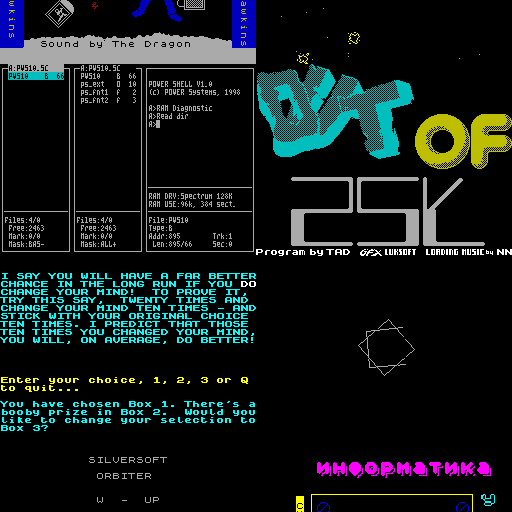 awkins
awkins
Sound by The Dragon
A:PW510.SC
PW510 B 66
A:PW510.SC
PW510 B 66
ps_ext D 10
ps_fnt1 f 2
ps_fnt2 f 3
POWER SHELL V1.0
(c) POWER Systems, 1998
A>RAM Diagnostic
A>Read dir
A>
RAM DRV:Spectrum 128K
RAM USE:96k, 384 sect.
Files:4/0
Free:2463
Mark:0/0
Mask:BAS-
Files:4/0
Free:2463
Mark:0/0
Mask:ALL+
File:PW510
Type:B
Addr:895 Trk:1
Len:895/66 Sec:0
OUT OF
25K
Program by TAD GFX LUKSOFT LOADING MUSIC by NN
I SAY YOU WILL HAVE A FAR BETTER
CHANCE IN THE LONG RUN IF YOU DO
CHANGE YOUR MIND! TO PROVE IT,
TRY THIS SAY, TWENTY TIMES AND
CHANGE YOUR MIND TEN TIMES - AND
STICK WITH YOUR ORIGINAL CHOICE
TEN TIMES. I PREDICT THAT THOSE
TEN TIMES YOU CHANGED YOUR MIND,
YOU WILL, ON AVERAGE, DO BETTER!
Enter your choice, 1, 2, 3 or Q
to quit...
You have chosen Box 1. There's a
booby prize in Box 2.. Would you
like to change your selection to
Box 3?
SILVERSOFT
ORBITER
W - UP
ИНФОРМАТИКА